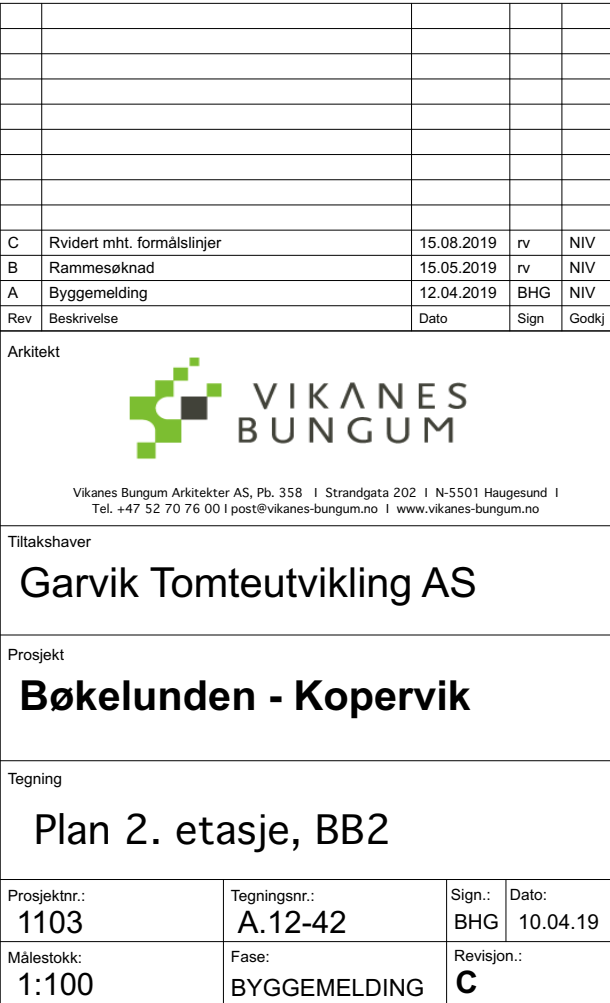 C Rvidert mht. formålslinjer 15.08.2019 rv NIV
B Rammesøknad 15.05.2019 rv NIV
A Byggemelding 12.04.2019 BHG NIV
Rev Beskrivelse Dato Sign Godkj
Arkitekt
VIKANES
BUNGUM
Vikanes Bungum Arkitekter AS, Pb. 358 I Strandgata 202 I N-5501 Haugesund I
Tel. +47 52 70 76 00 I post@vikanes-bungum.no I www.vikanes-bungum.no
Tiltakshaver
Garvik Tomteutvikling AS
Prosjekt
Bøkelunden - Kopervik
Tegning
Plan 2. etasje, BB2
Prosjektnr.: Tegningsnr.: Sign.: Dato:
1103 A.12-42 BHG 10.04.19
Målestokk: Fase: Revisjon.:
1:100 BYGGEMELDING C